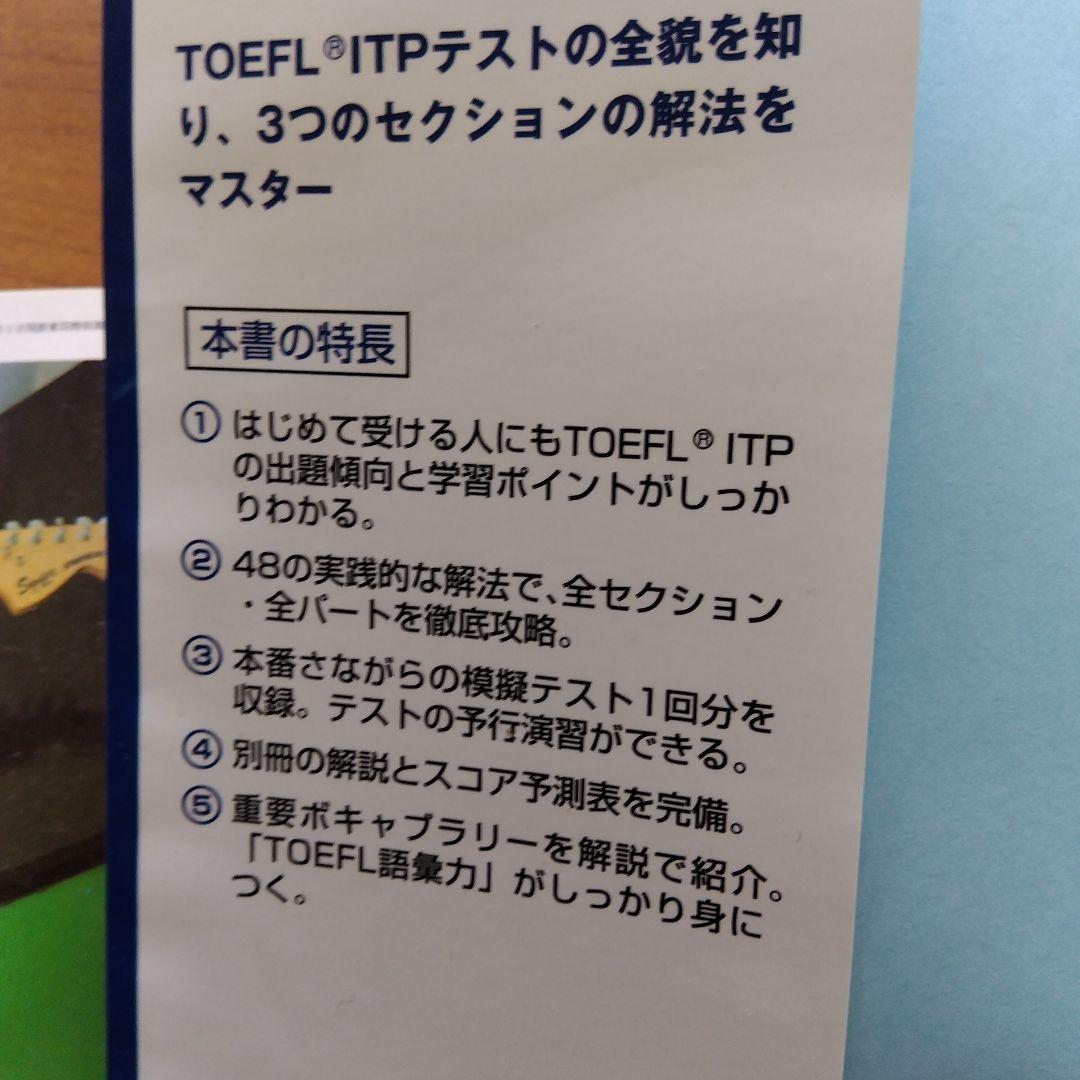 TOEFL®ITPテストの全貌を知
り、3つのセクションの解法を
マスター
本書の特長
① はじめて受ける人にもTOEFL® ITP
の出題傾向と学習ポイントがしっか
りわかる。
② 48の実践的な解法で、全セクション
・全パートを徹底攻略。
③ 本番さながらの模擬テスト1回分を
収録。テストの予行演習ができる。
④ 別冊の解説とスコア予測表を完備。
⑤ 重要ボキャブラリーを解説で紹介。
「TOEFL語彙力」がしっかり身に
つく。